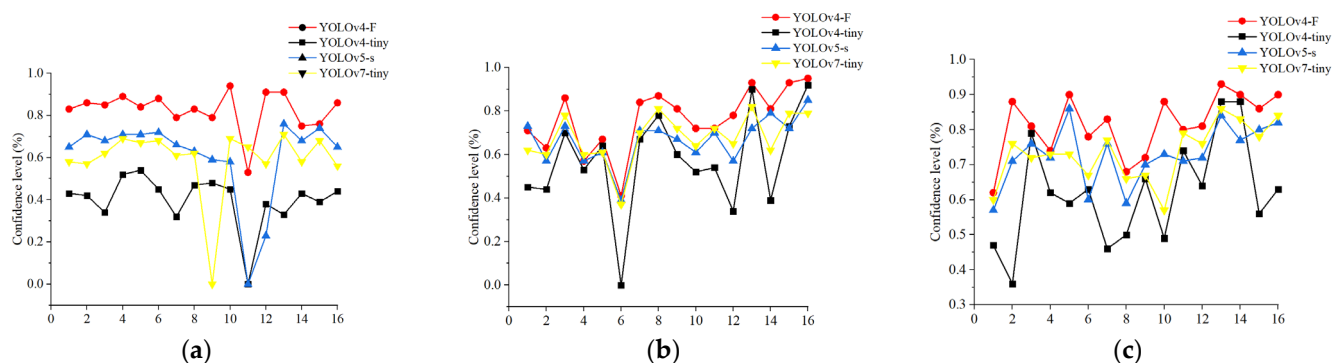 YOLOv4-F
YOLOv4-tiny
YOLOv5-s
YOLOv7-tiny
Confidence level (%)
1.0
0.8
0.6
0.4
0.2
0.0
0 2 4 6 8 10 12 14 16
(a)
YOLOv4-F
YOLOv4-tiny
YOLOv5-s
YOLOv7-tiny
Confidence level (%)
1.0
0.8
0.6
0.4
0.2
0.0
0 2 4 6 8 10 12 14 16
(b)
YOLOv4-F
YOLOv4-tiny
YOLOv5-s
YOLOv7-tiny
Confidence level (%)
1.0
0.9
0.8
0.7
0.6
0.5
0.4
0.3
0 2 4 6 8 10 12 14 16
(c)